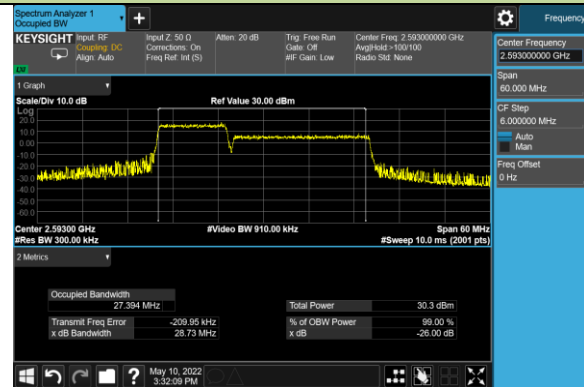 Spectrum Analyzer 1
Occupied BW
+
Frequency
KEYSIGHT
Input: RF
Coupling: DC
Align: Auto
Input Z: 50 Ω
Corrections: On
Freq Ref: Int (S)
Atten: 20 dB
Trig: Free Run
Gate: Off
#IF Gain: Low
Center Freq: 2.593000000 GHz
Avg|Hold:>100/100
Radio Std: None
Center Frequency
2.593000000 GHz
Span
60.000 MHz
CF Step
6.000000 MHz
Auto
Man
Freq Offset
0 Hz
1 Graph
Scale/Div 10.0 dB
Ref Value 30.00 dBm
Log
20.0
10.0
0.00
-10.0
-20.0
-30.0
-40.0
-50.0
-60.0
Center 2.59300 GHz
#Video BW 910.00 kHz
Span 60 MHz
#Res BW 300.00 kHz
#Sweep 10.0 ms (2001 pts)
2 Metrics
Occupied Bandwidth
27.394 MHz
Total Power
30.3 dBm
Transmit Freq Error
-209.95 kHz
% of OBW Power
99.00 %
x dB Bandwidth
28.73 MHz
x dB
-26.00 dB
?
May 10, 2022
3:32:09 PM